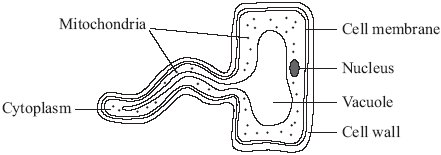 Mitochondria
Cell membrane
Nucleus
Cytoplasm
Vacuole
Cell wall